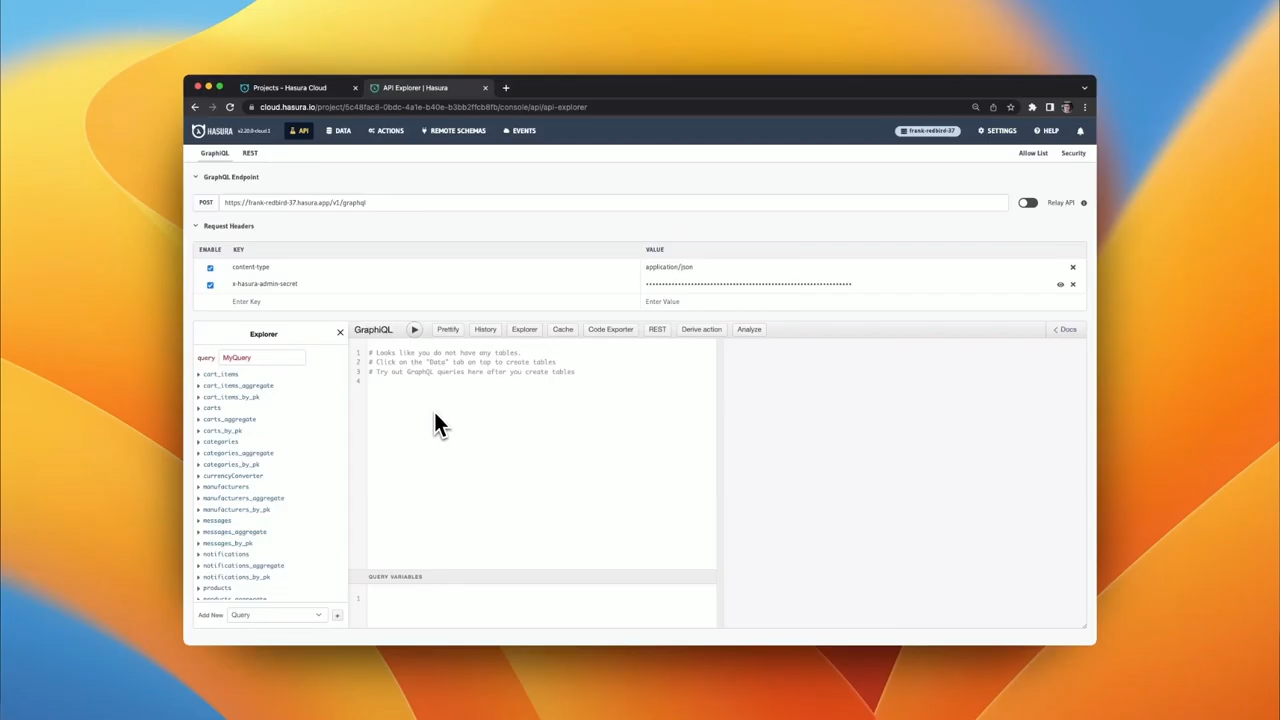 Projects - Hasura Cloud
API Explorer | Hasura
cloud.hasura.io/project/5c48fac8-0bdc-4a1e-b40e-b3bb2ffcb8fb/console/api/api-explorer
HASURA v2.20.0-cloud.1 API DATA ACTIONS REMOTE SCHEMAS EVENTS frank-redbird-37 SETTINGS HELP
GraphiQL REST Allow List Security
GraphQL Endpoint
POST https://frank-redbird-37.hasura.app/v1/graphql Relay API
Request Headers
ENABLE KEY VALUE
content-type application/json
x-hasura-admin-secret ••••••••••••••••••••••••••••••••••••••••••••••••••••••••••••••••
Enter Key Enter Value
Explorer
GraphiQL Prettify History Explorer Cache Code Exporter REST Derive action Analyze Docs
query MyQuery
cart_items
cart_items_aggregate
cart_items_by_pk
carts
carts_aggregate
carts_by_pk
categories
categories_aggregate
categories_by_pk
currencyConverter
manufacturers
manufacturers_aggregate
manufacturers_by_pk
messages
messages_aggregate
messages_by_pk
notifications
notifications_aggregate
notifications_by_pk
products
products_aggregate
Add New Query +
1 # Looks like you do not have any tables.
2 # Click on the "Data" tab on top to create tables
3 # Try out GraphQL queries here after you create tables
4
QUERY VARIABLES
1